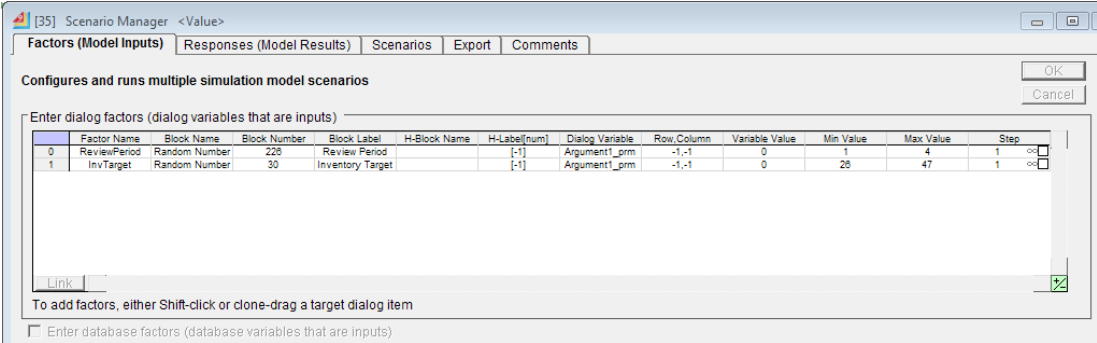 [35] Scenario Manager <Value>
Factors (Model Inputs) Responses (Model Results) Scenarios Export Comments
OK
Configures and runs multiple simulation model scenarios
Cancel
Enter dialog factors (dialog variables that are inputs)
Factor Name Block Name Block Number Block Label H-Block Name H-Label[num] Dialog Variable Row,Column Variable Value Min Value Max Value Step
0 ReviewPeriod Random Number 226 Review Period [-1] Argument1_prm -1,-1 0 1 4 1
1 InvTarget Random Number 30 Inventory Target [-1] Argument1_prm -1,-1 0 26 47 1
Link
To add factors, either Shift-click or clone-drag a target dialog item
Enter database factors (database variables that are inputs)